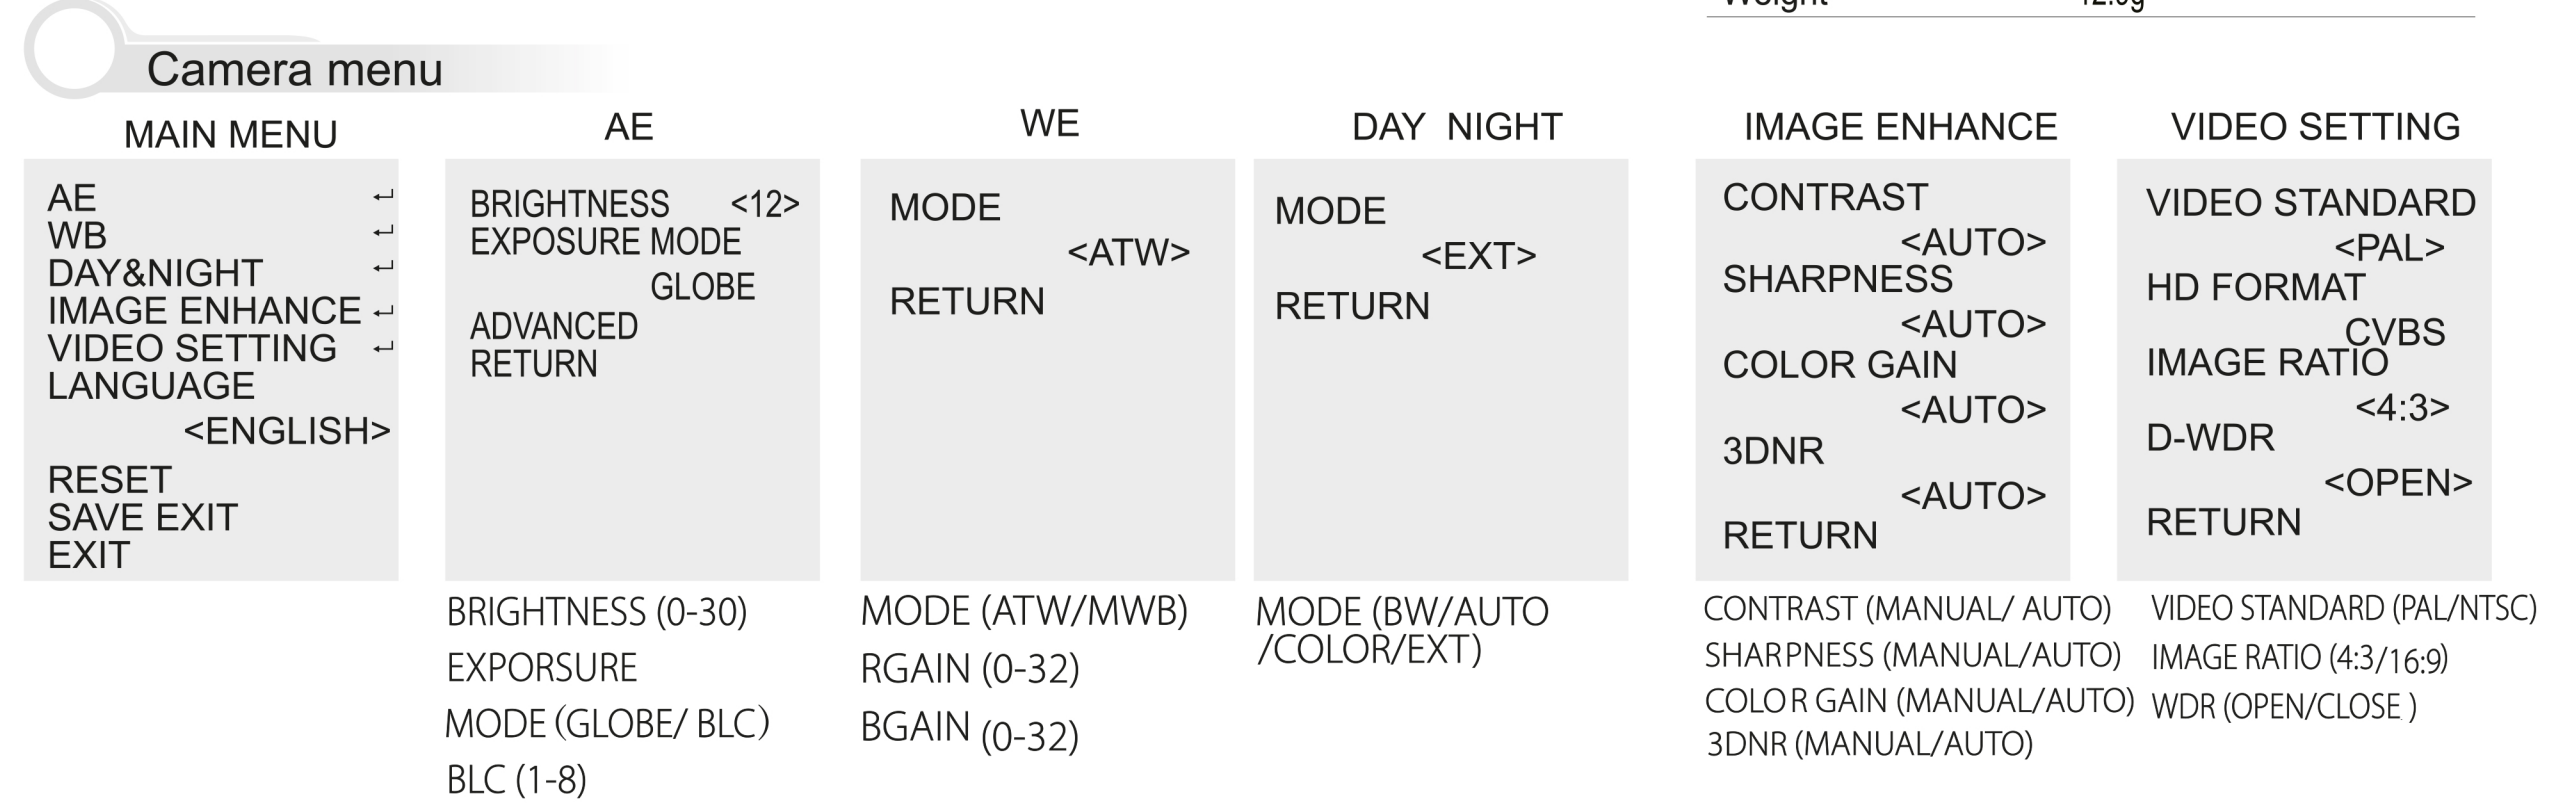 Camera menu
MAIN MENU
AE
WB
DAY&NIGHT
IMAGE ENHANCE
VIDEO SETTING
LANGUAGE
<ENGLISH>
RESET
SAVE EXIT
EXIT
AE
BRIGHTNESS <12>
EXPOSURE MODE
GLOBE
ADVANCED
RETURN
BRIGHTNESS (0-30)
EXPORSURE
MODE (GLOBE/ BLC)
BLC (1-8)
WE
MODE
<ATW>
RETURN
MODE (ATW/MWB)
RGAIN (0-32)
BGAIN (0-32)
DAY NIGHT
MODE
<EXT>
RETURN
MODE (BW/AUTO
/COLOR/EXT)
IMAGE ENHANCE
CONTRAST
<AUTO>
SHARPNESS
<AUTO>
COLOR GAIN
<AUTO>
3DNR
<AUTO>
RETURN
CONTRAST (MANUAL/ AUTO)
SHARPNESS (MANUAL/AUTO)
COLOR GAIN (MANUAL/AUTO)
3DNR (MANUAL/AUTO)
VIDEO SETTING
VIDEO STANDARD
<PAL>
HD FORMAT
CVBS
IMAGE RATIO
<4:3>
D-WDR
<OPEN>
RETURN
VIDEO STANDARD (PAL/NTSC)
IMAGE RATIO (4:3/16:9)
WDR (OPEN/CLOSE )